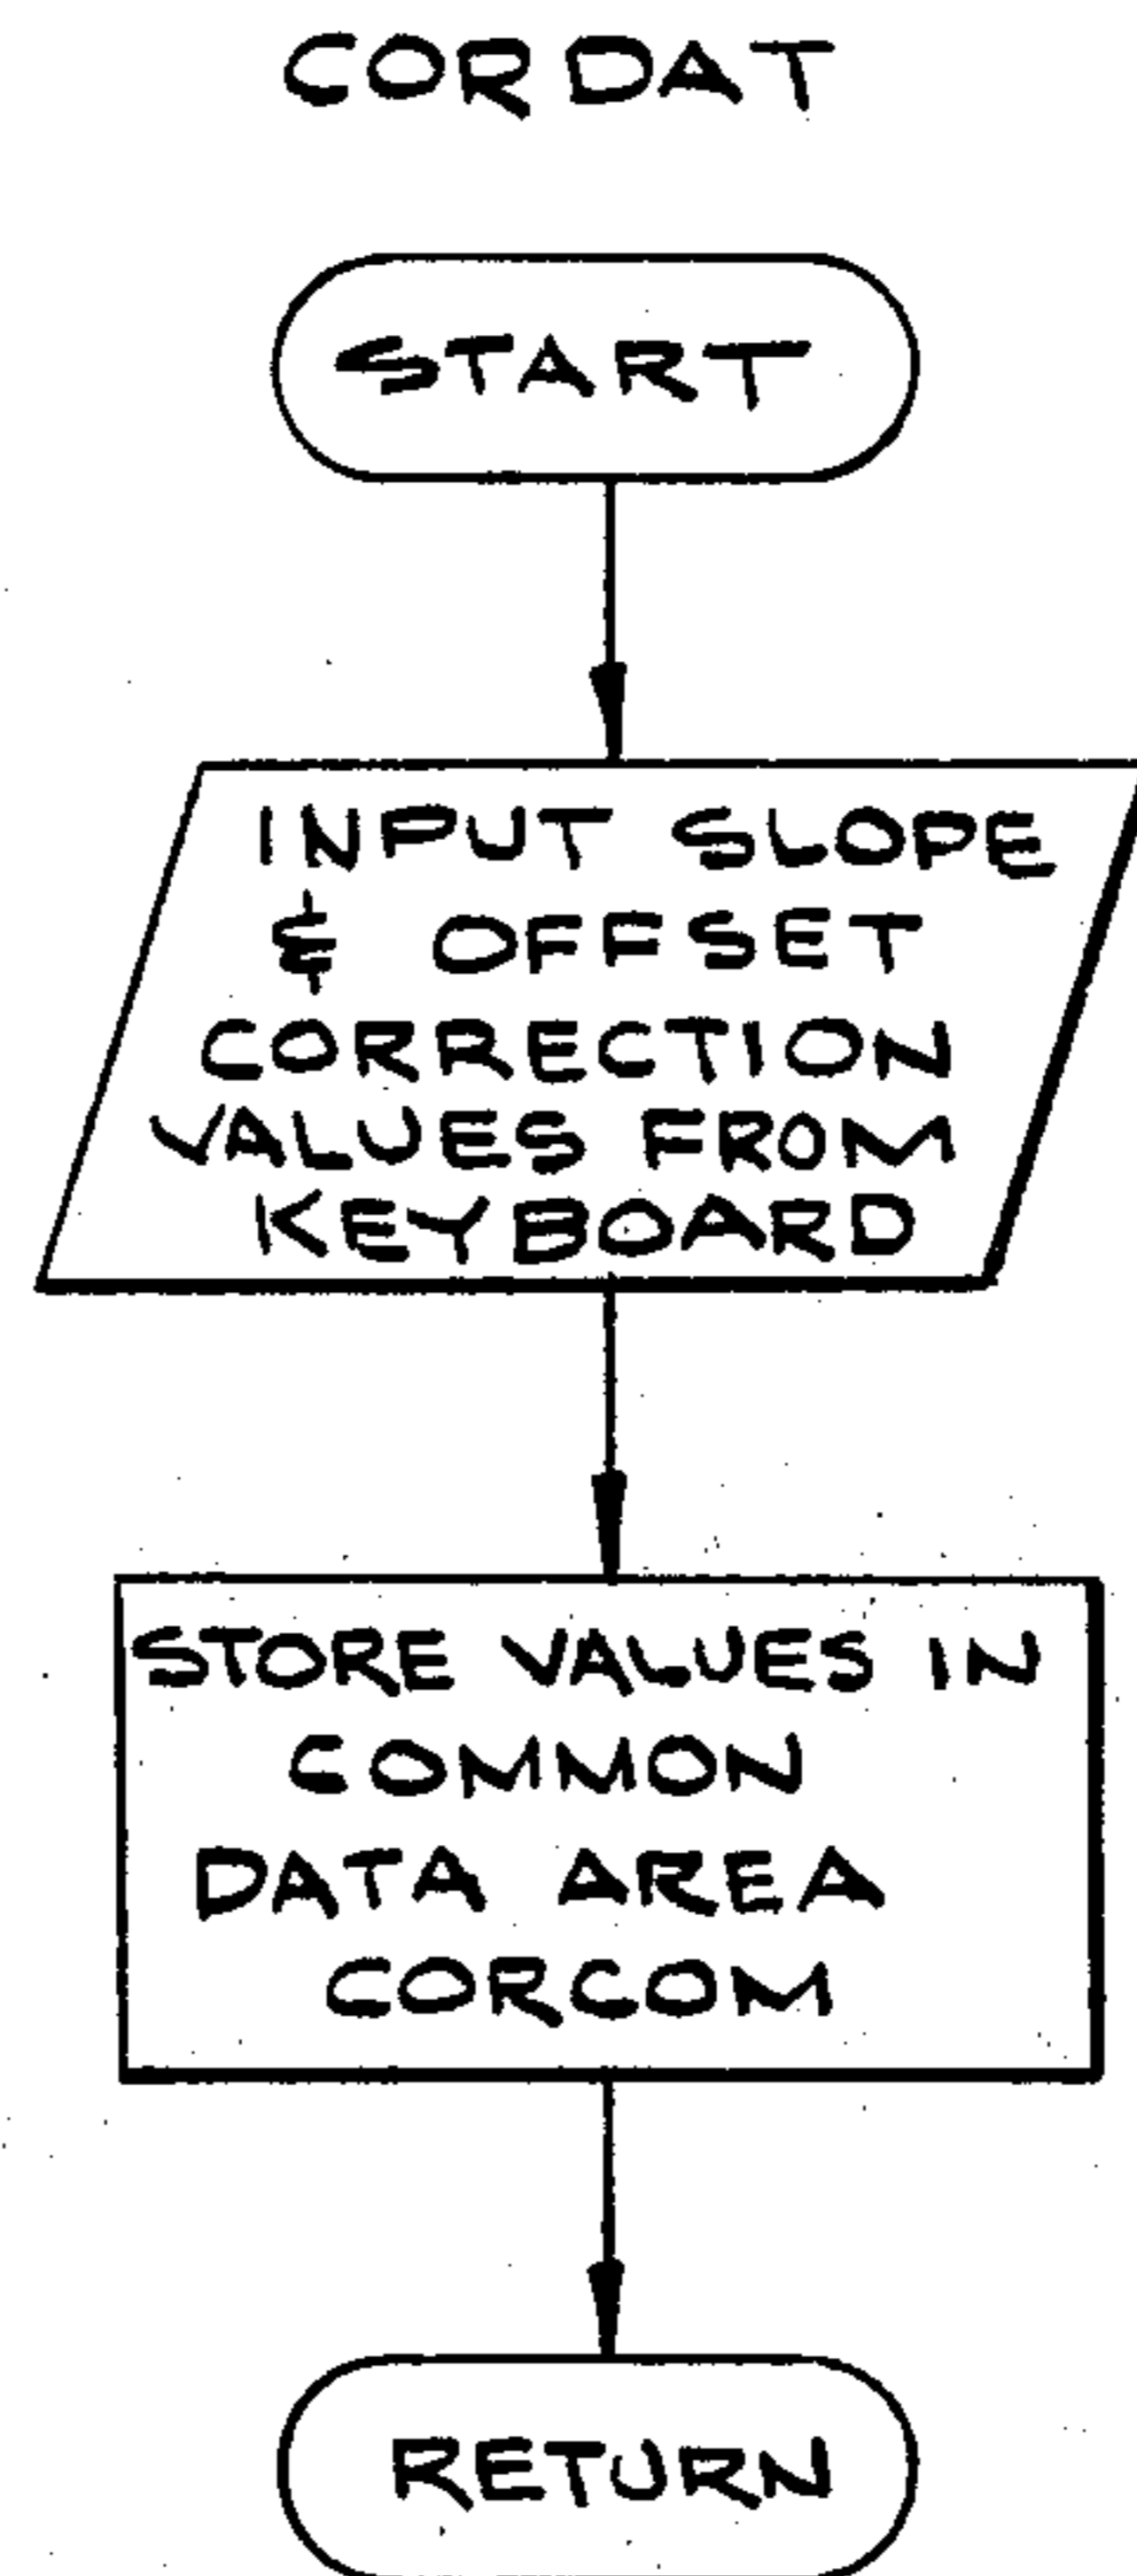 CORDAT
START
INPUT SLOPE
& OFFSET
CORRECTION
VALUES FROM
KEYBOARD
STORE VALUES IN
COMMON
DATA AREA
CORCOM
RETURN